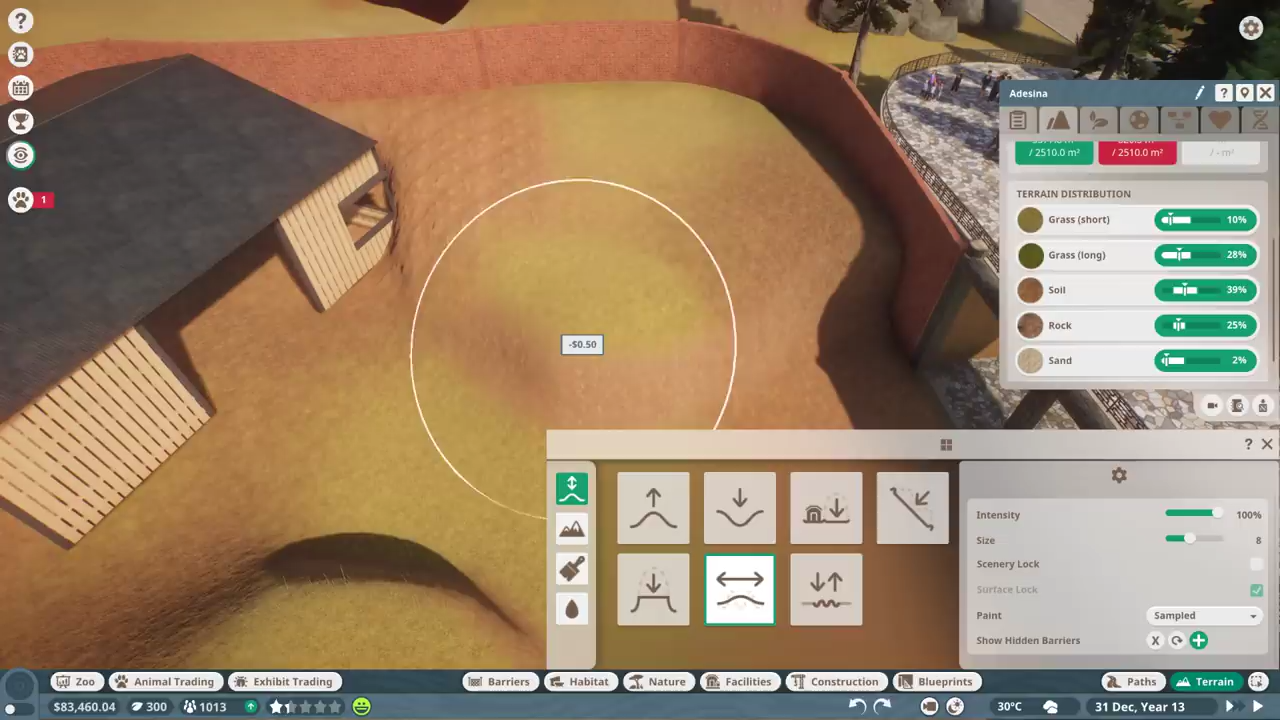 ?
1
Adesina
?
/ 2510.0 m²
/ 2510.0 m²
/ - m²
TERRAIN DISTRIBUTION
Grass (short) 10%
Grass (long) 28%
Soil 39%
Rock 25%
Sand 2%
-$0.50
?
Intensity 100%
Size 8
Scenery Lock
Surface Lock
Paint Sampled
Show Hidden Barriers X
Zoo Animal Trading Exhibit Trading Barriers Habitat Nature Facilities Construction Blueprints Paths Terrain
$83,460.04 300 1013 30°C 31 Dec, Year 13